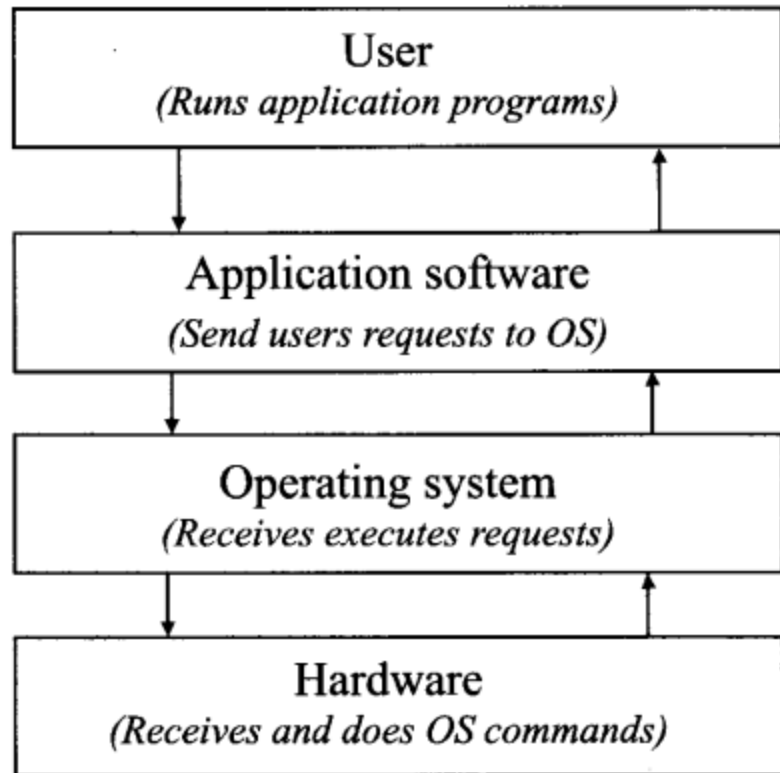 User
(Runs application programs)
Application software
(Send users requests to OS)
Operating system
(Receives executes requests)
Hardware
(Receives and does OS commands)